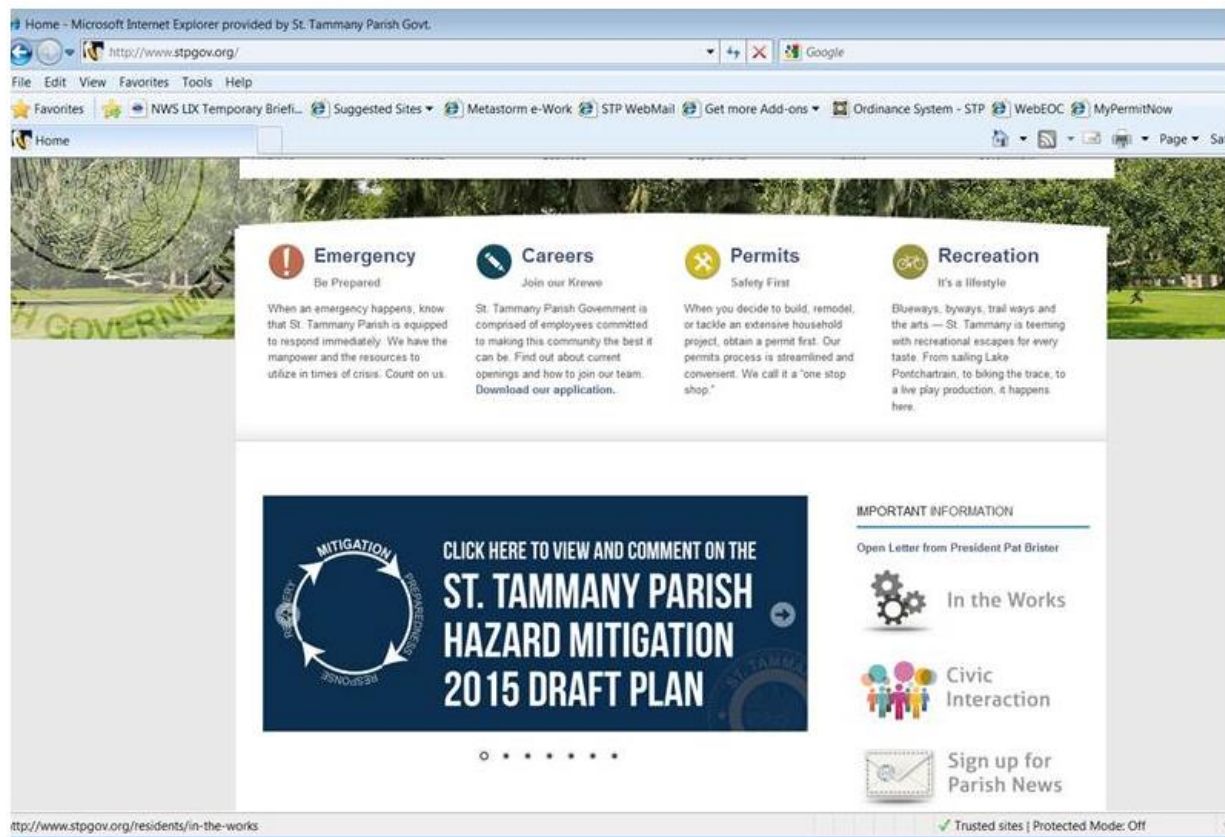 Home - Microsoft Internet Explorer provided by St. Tammany Parish Govt.
http://www.stpgov.org/
Google
File Edit View Favorites Tools Help
Favorites NWS LIX Temporary Briefi... Suggested Sites Metastorm e-Work STP WebMail Get more Add-ons Ordinance System - STP WebEOC MyPermitNow
Home
Page
GOVERNMENT
Emergency
Be Prepared
When an emergency happens, know
that St. Tammany Parish is equipped
to respond immediately. We have the
manpower and the resources to
utilize in times of crisis. Count on us.
Careers
Join our Krewe
St. Tammany Parish Government is
comprised of employees committed
to making this community the best it
can be. Find out about current
openings and how to join our team.
Download our application.
Permits
Safety First
When you decide to build, remodel,
or tackle an extensive household
project, obtain a permit first. Our
permits process is streamlined and
convenient. We call it a "one stop
shop."
Recreation
It's a lifestyle
Blueways, byways, trail ways and
the arts — St. Tammany is teeming
with recreational escapes for every
taste. From sailing Lake
Pontchartrain, to biking the trace, to
a live play production, it happens
here.
MITIGATION
PREPAREDNESS
RESPONSE
RECOVERY
CLICK HERE TO VIEW AND COMMENT ON THE
ST. TAMMANY PARISH
HAZARD MITIGATION
2015 DRAFT PLAN
ST. TAMMA
IMPORTANT INFORMATION
Open Letter from President Pat Brister
In the Works
Civic
Interaction
Sign up for
Parish News
ttp://www.stpgov.org/residents/in-the-works
Trusted sites | Protected Mode: Off